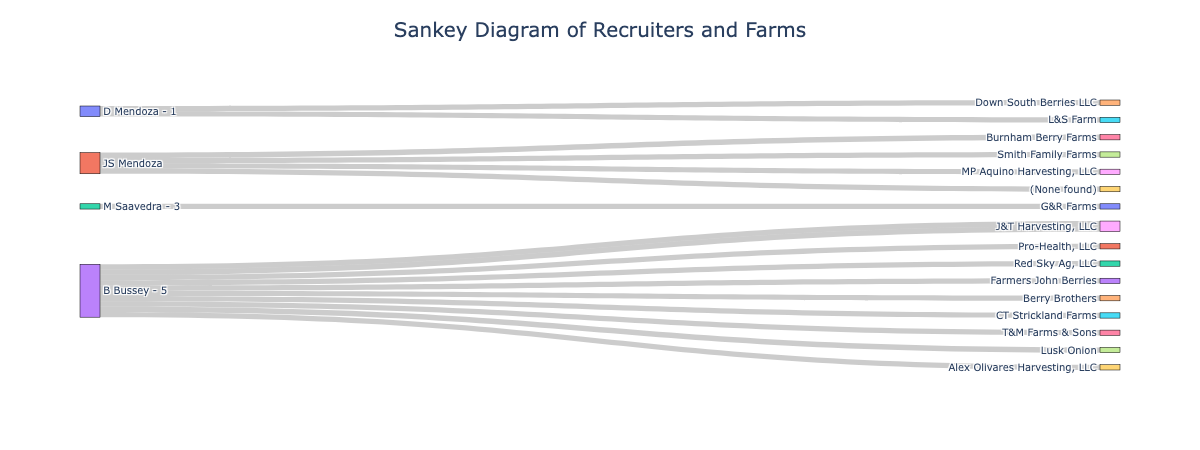 Sankey Diagram of Recruiters and Farms
D Mendoza - 1
JS Mendoza
M Saavedra - 3
B Bussey - 5
Down South Berries LLC
L&S Farm
Burnham Berry Farms
Smith Family Farms
MP Aquino Harvesting, LLC
(None found)
G&R Farms
J&T Harvesting, LLC
Pro-Health, LLC
Red Sky Ag, LLC
Farmers John Berries
Berry Brothers
CT Strickland Farms
T&M Farms & Sons
Lusk Onion
Alex Olivares Harvesting, LLC